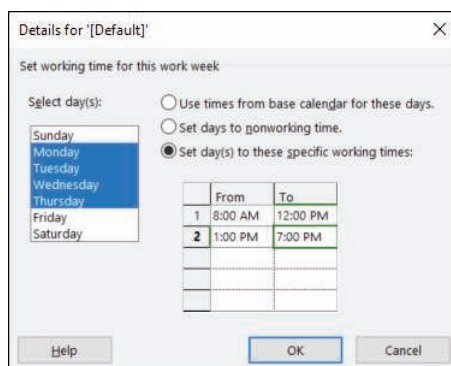 Details for '[Default]'
Set working time for this work week
Select day(s):
Sunday
Monday
Tuesday
Wednesday
Thursday
Friday
Saturday
Use times from base calendar for these days.
Set days to nonworking time.
Set day(s) to these specific working times:
From To
1 8:00 AM 12:00 PM
2 1:00 PM 7:00 PM
Help OK Cancel